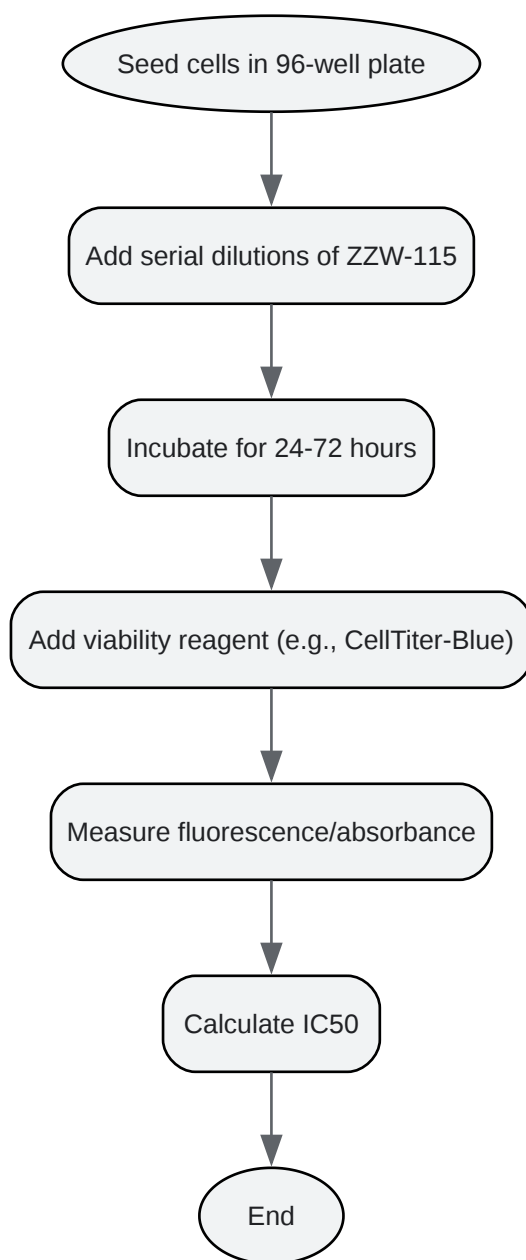 Seed cells in 96-well plate
Add serial dilutions of ZZW-115
Incubate for 24-72 hours
Add viability reagent (e.g., CellTiter-Blue)
Measure fluorescence/absorbance
Calculate IC50
End